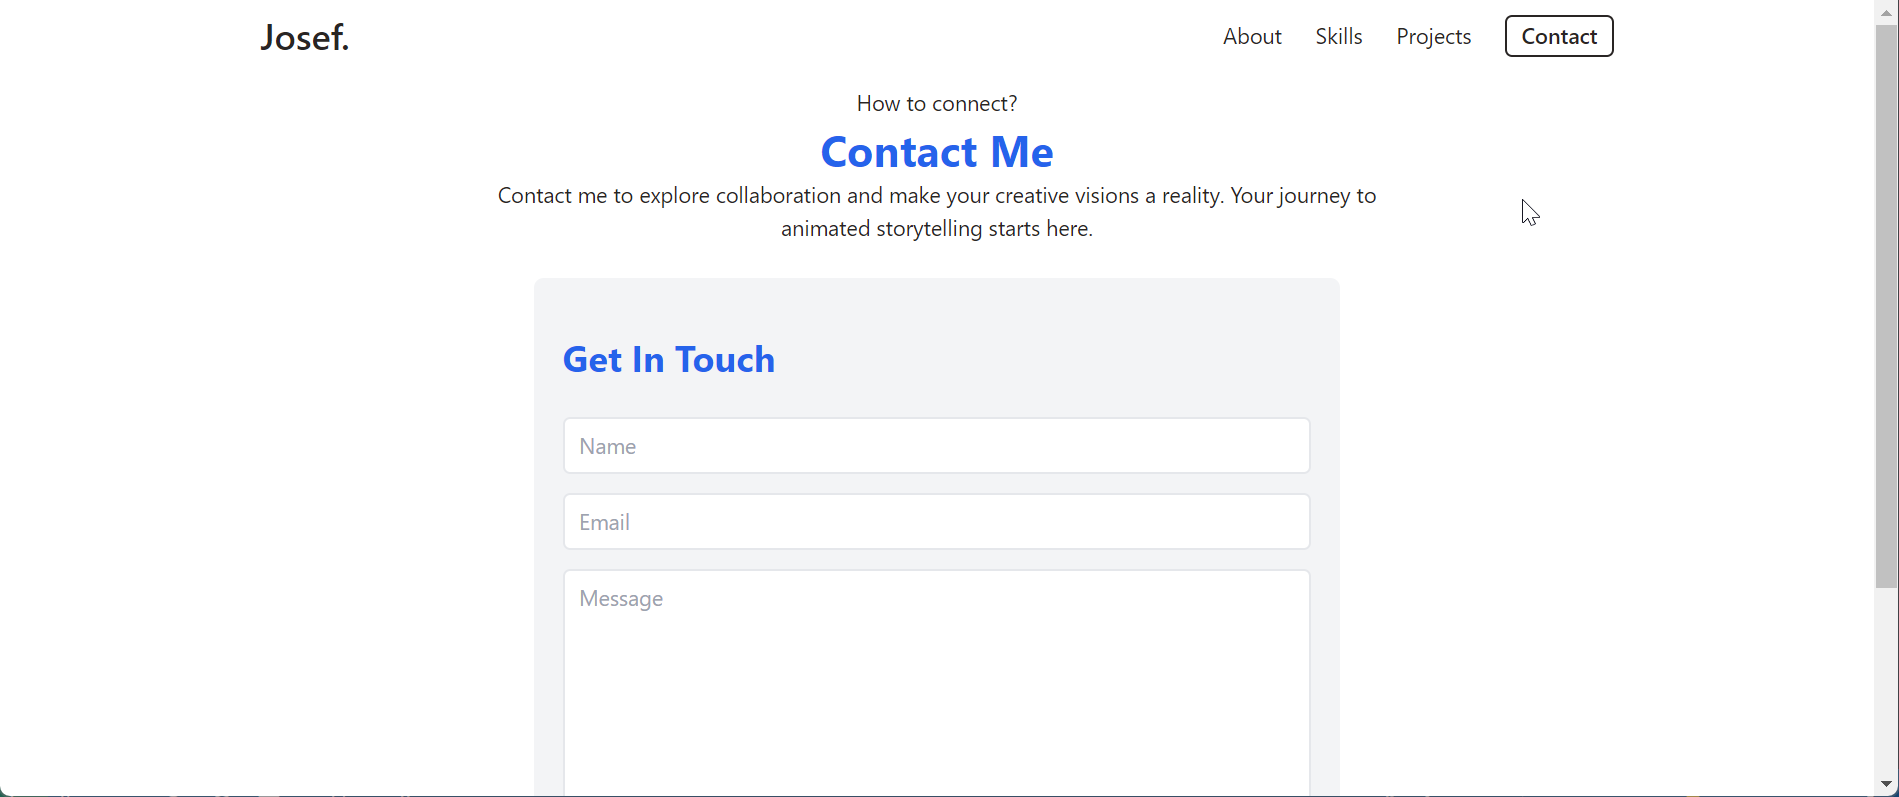 Josef.
About Skills Projects Contact
How to connect?
Contact Me
Contact me to explore collaboration and make your creative visions a reality. Your journey to
animated storytelling starts here.
Get In Touch
Name
Email
Message